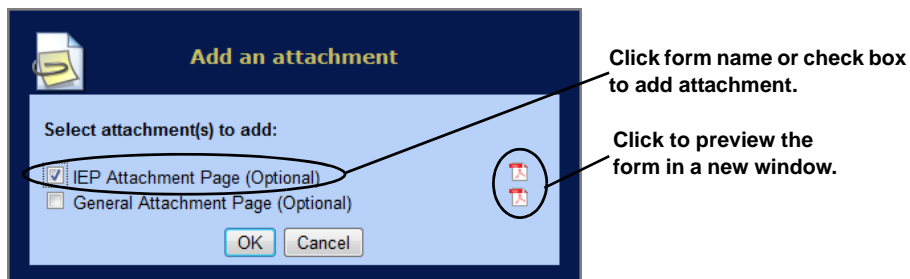 Add an attachment
Select attachment(s) to add:
IEP Attachment Page (Optional)
General Attachment Page (Optional)
OK Cancel
Click form name or check box
to add attachment.
Click to preview the
form in a new window.